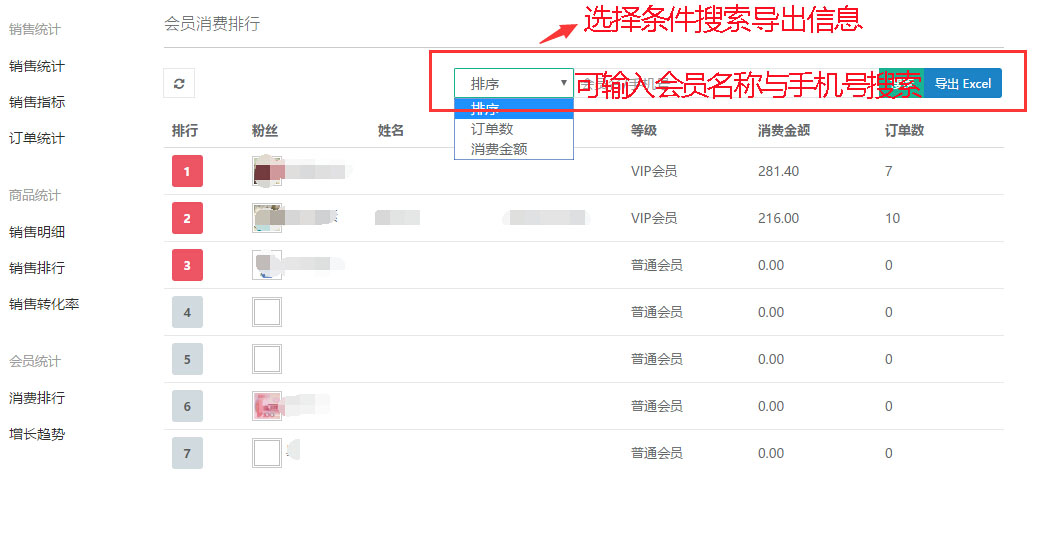 销售统计
销售统计
销售指标
订单统计
商品统计
销售明细
销售排行
销售转化率
会员统计
消费排行
增长趋势
会员消费排行
选择条件搜索导出信息
排序
可输入会员名称与手机号搜索
导出 Excel
排序
订单数
消费金额
排行 粉丝 姓名 等级 消费金额 订单数
1 VIP会员 281.40 7
2 VIP会员 216.00 10
3 普通会员 0.00 0
4 普通会员 0.00 0
5 普通会员 0.00 0
6 普通会员 0.00 0
7 普通会员 0.00 0